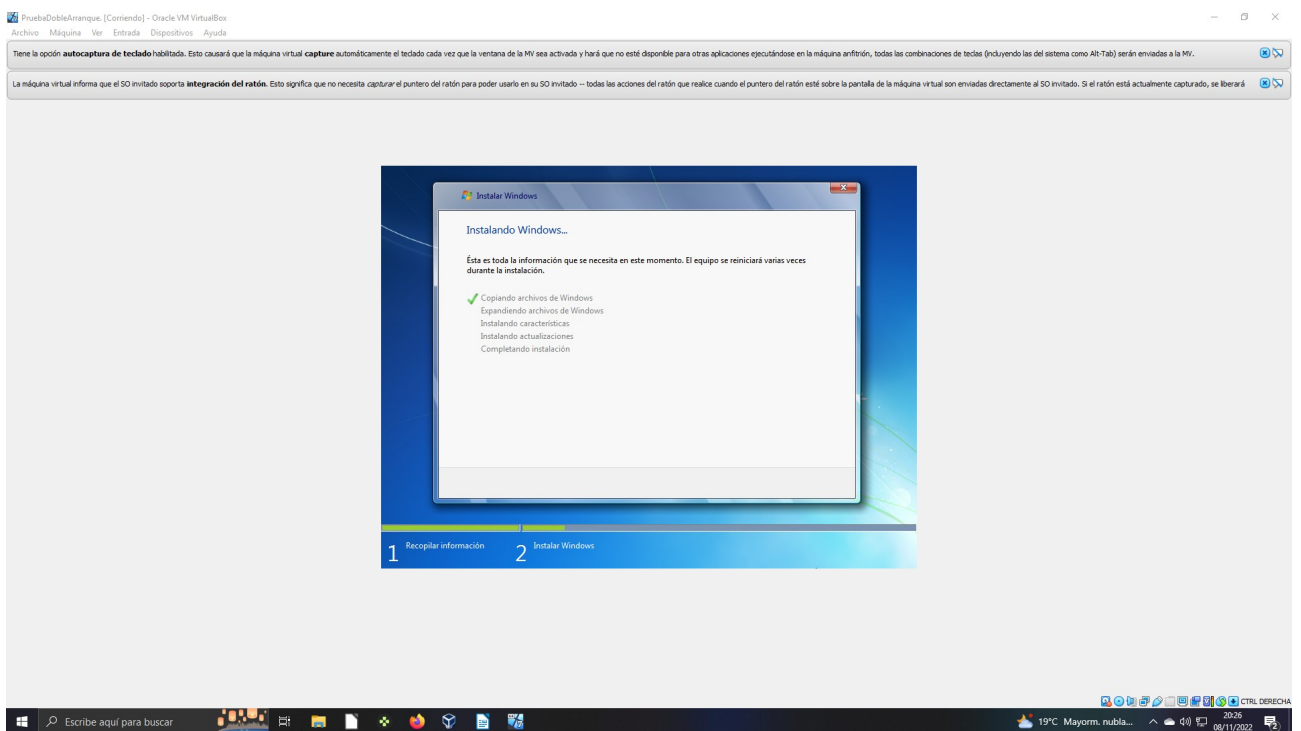 PruebaDobleArranque. [Corriendo] - Oracle VM VirtualBox
Archivo Máquina Ver Entrada Dispositivos Ayuda
Tiene la opción autocaptura de teclado habilitada. Esto causará que la máquina virtual capture automáticamente el teclado cada vez que la ventana de la MV sea activada y hará que no esté disponible para otras aplicaciones ejecutándose en la máquina anfitrión, todas las combinaciones de teclas (incluyendo las del sistema como Alt-Tab) serán enviadas a la MV.
La máquina virtual informa que el SO invitado soporta integración del ratón. Esto significa que no necesita capturar el puntero del ratón para poder usarlo en su SO invitado -- todas las acciones del ratón que realice cuando el puntero del ratón esté sobre la pantalla de la máquina virtual son enviadas directamente al SO invitado. Si el ratón está actualmente capturado, se liberará
Instalar Windows
Instalando Windows...
Ésta es toda la información que se necesita en este momento. El equipo se reiniciará varias veces
durante la instalación.
Copiando archivos de Windows
Expandiendo archivos de Windows
Instalando características
Instalando actualizaciones
Completando instalación
1 Recopilar información 2 Instalar Windows
CTRL DERECHA
Escribe aquí para buscar
19°C Mayorm. nubla...
20:26
08/11/2022
2